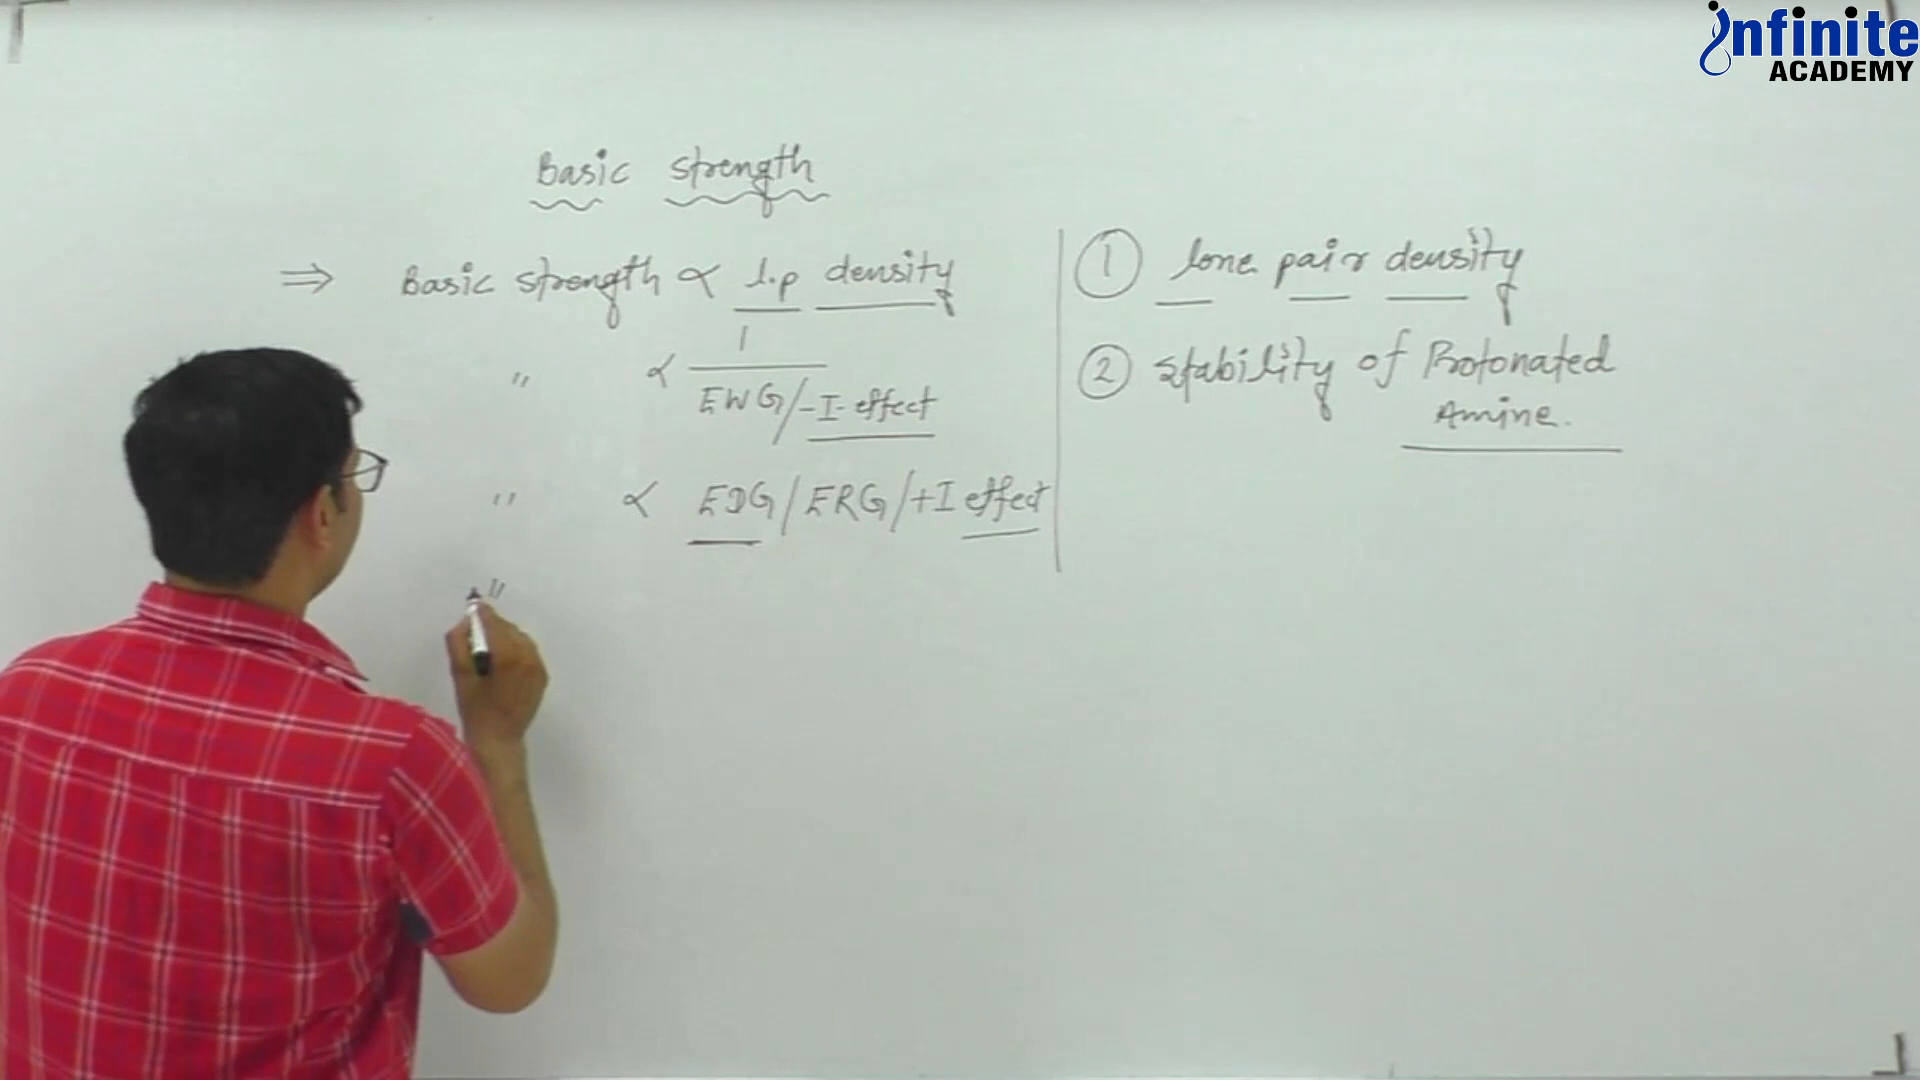 infinite
ACADEMY
Basic strength
⇒ Basic strength ∝ l.p density
" ∝ 1
EWG/-I-effect
" ∝ EDG/ERG/+I effect
"
① lone pair density
② stability of Protonated
Amine.